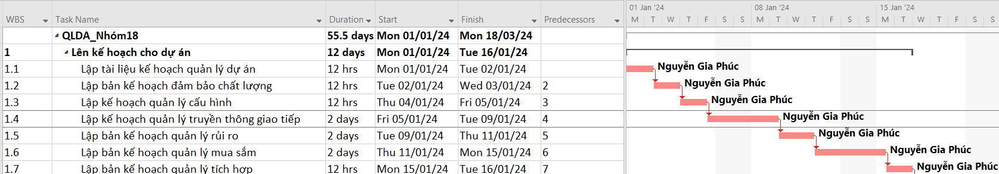 01 Jan '24 08 Jan '24 15 Jan '24
WBS Task Name Duration Start Finish Predecessors M T W T F S S M T W T F S S M T W T F S S
QLDA_Nhóm18 55.5 days Mon 01/01/24 Mon 18/03/24
1 Lên kế hoạch cho dự án 12 days Mon 01/01/24 Tue 16/01/24
1.1 Lập tài liệu kế hoạch quản lý dự án 12 hrs Mon 01/01/24 Tue 02/01/24 Nguyễn Gia Phúc
1.2 Lập bản kế hoạch đảm bảo chất lượng 12 hrs Tue 02/01/24 Wed 03/01/24 2 Nguyễn Gia Phúc
1.3 Lập kế hoạch quản lý cấu hình 12 hrs Thu 04/01/24 Fri 05/01/24 3 Nguyễn Gia Phúc
1.4 Lập kế hoạch quản lý truyền thông giao tiếp 2 days Fri 05/01/24 Tue 09/01/24 4 Nguyễn Gia Phúc
1.5 Lập bản kế hoạch quản lý rủi ro 2 days Tue 09/01/24 Thu 11/01/24 5 Nguyễn Gia Phúc
1.6 Lập bản kế hoạch quản lý mua sắm 2 days Thu 11/01/24 Mon 15/01/24 6 Nguyễn Gia Phúc
1.7 Lập bản kế hoạch quản lý tích hợp 12 hrs Mon 15/01/24 Tue 16/01/24 7 Nguyễn Gia Phúc